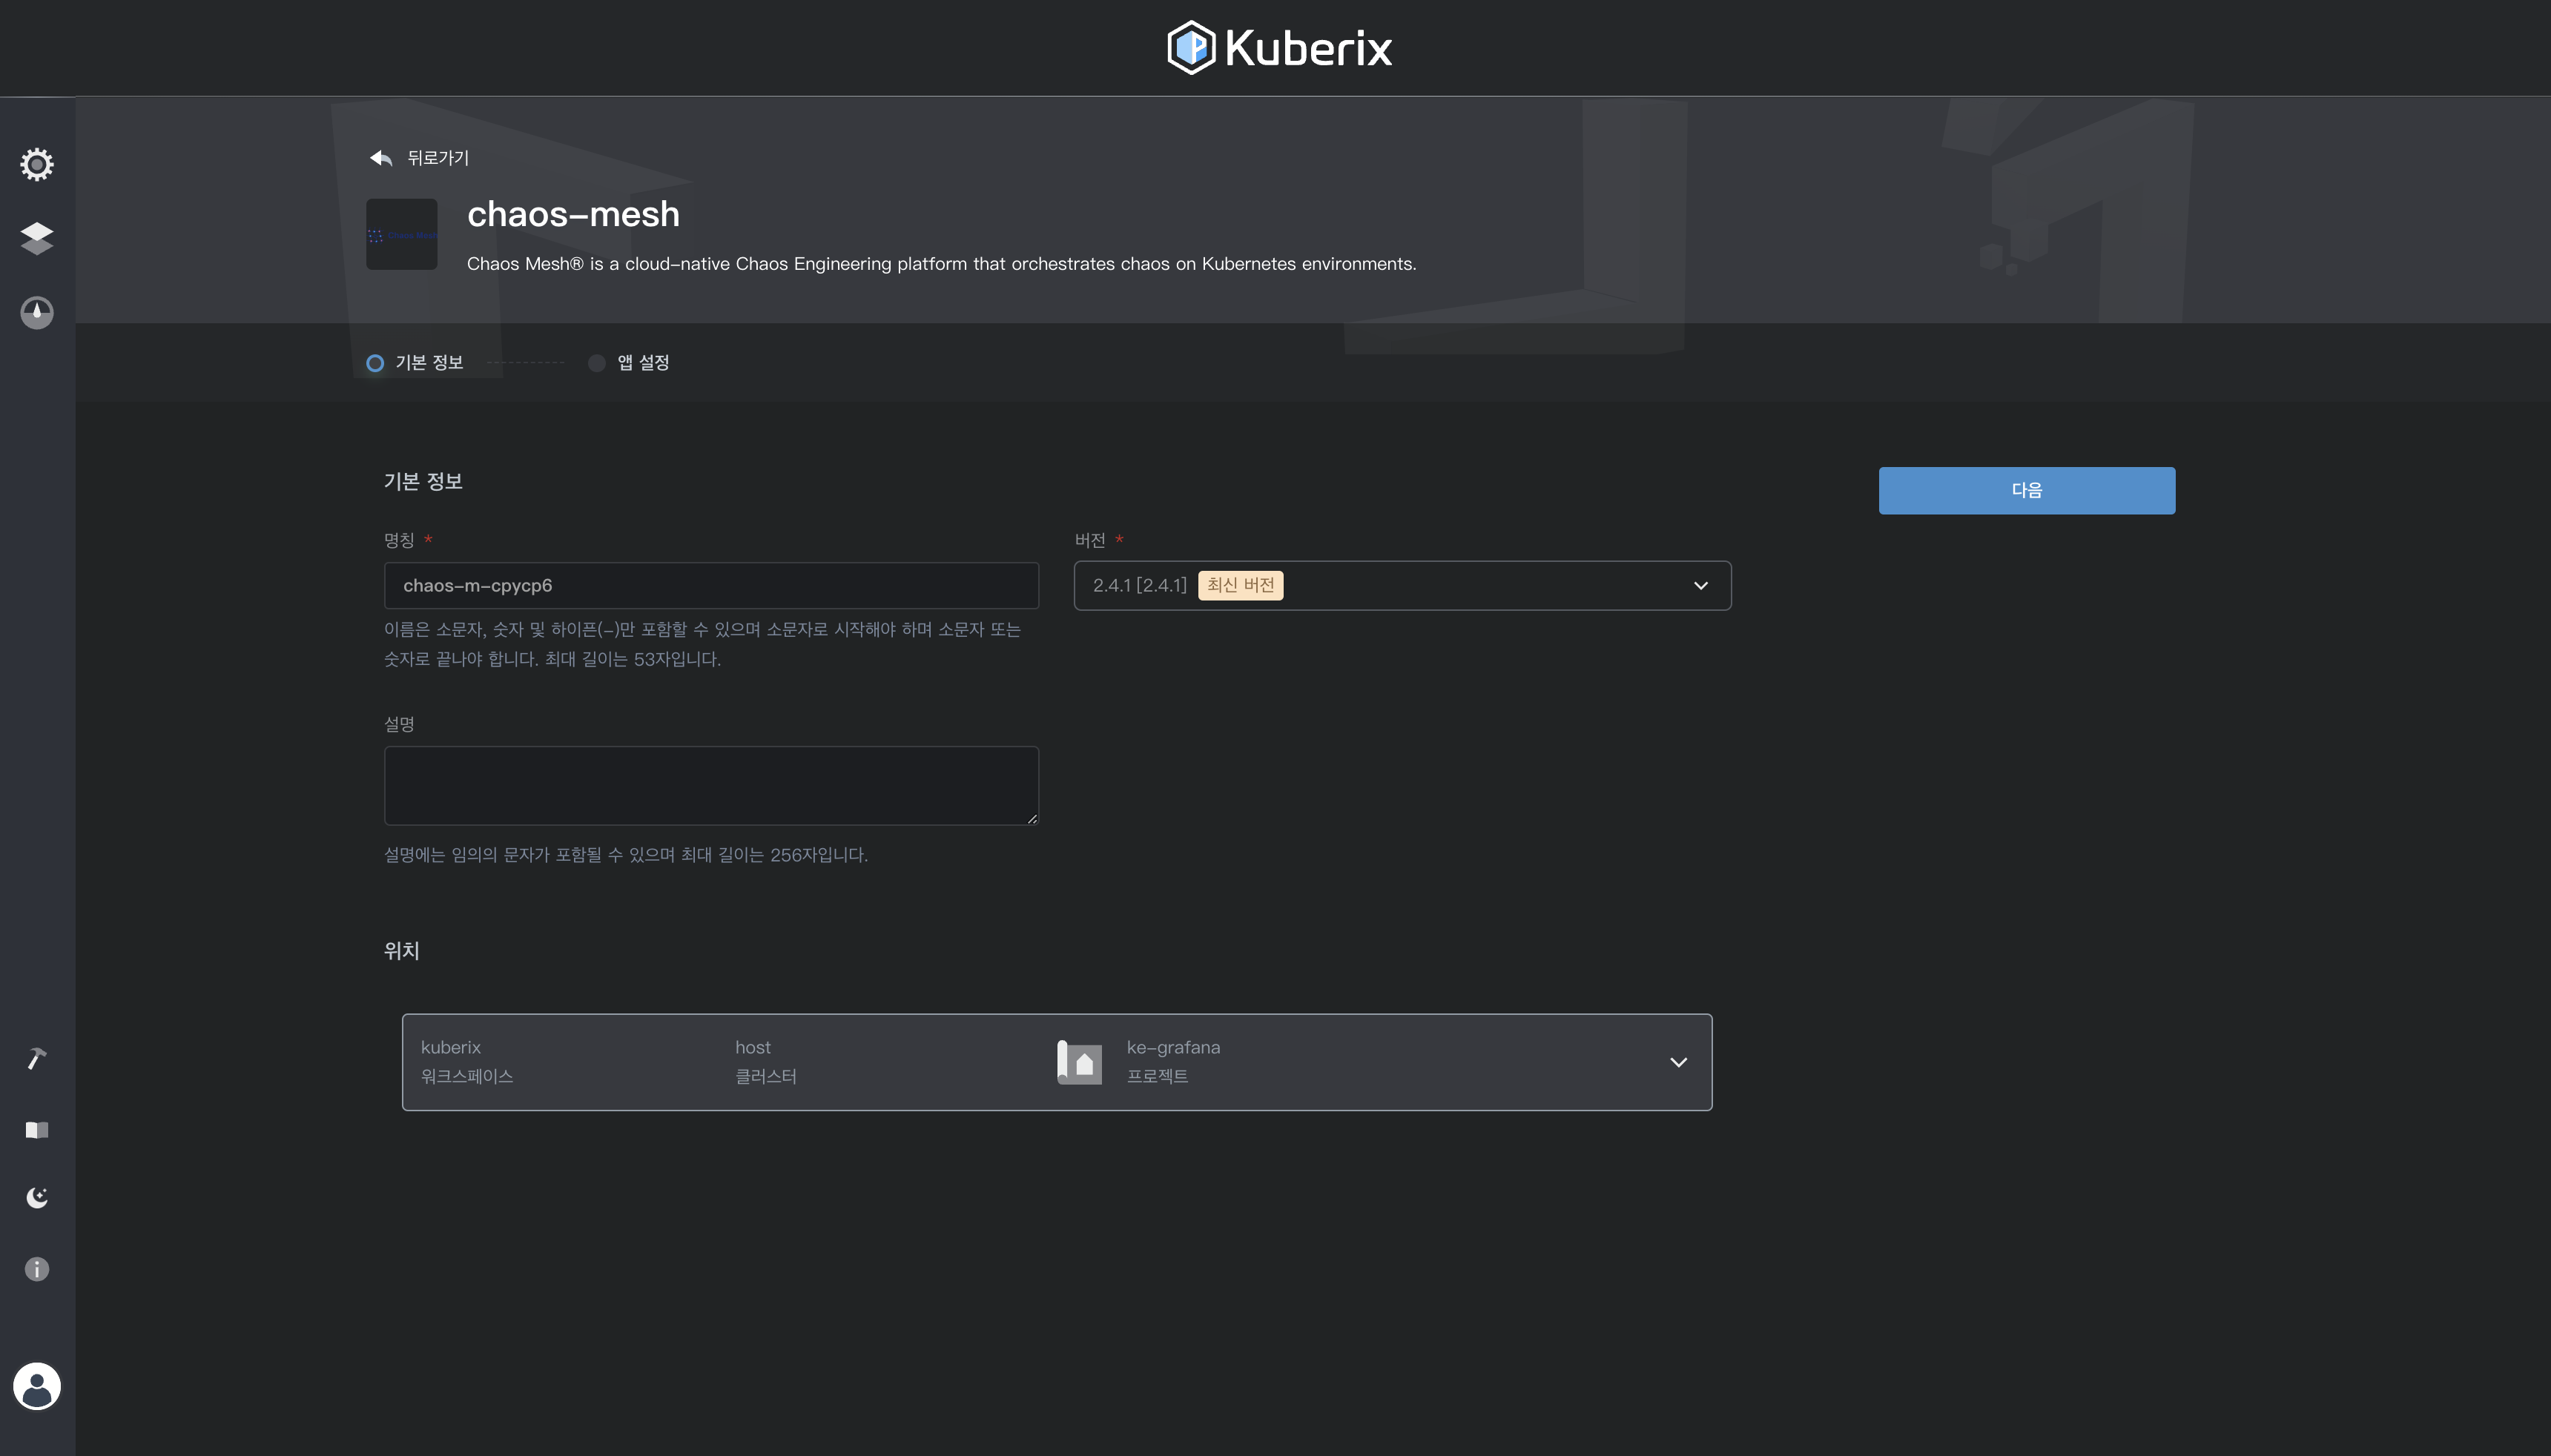 Kuberix
뒤로가기
chaos-mesh
Chaos Mesh
Chaos Mesh® is a cloud-native Chaos Engineering platform that orchestrates chaos on Kubernetes environments.
기본 정보
앱 설정
기본 정보
다음
명칭 *
버전 *
chaos-m-cpycp6
2.4.1 [2.4.1] 최신 버전
이름은 소문자, 숫자 및 하이픈(-)만 포함할 수 있으며 소문자로 시작해야 하며 소문자 또는
숫자로 끝나야 합니다. 최대 길이는 53자입니다.
설명
설명에는 임의의 문자가 포함될 수 있으며 최대 길이는 256자입니다.
위치
kuberix
워크스페이스
host
클러스터
ke-grafana
프로젝트